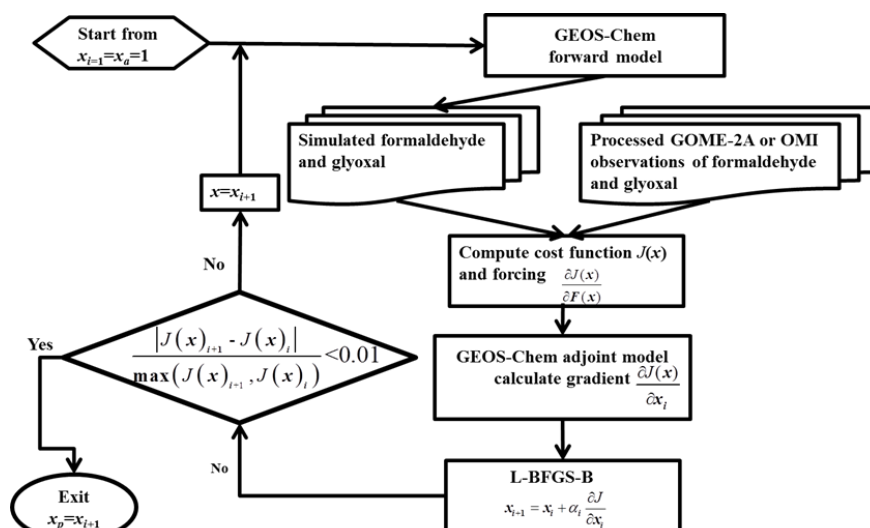 Start from
x_{i=1}=x_a=1
GEOS-Chem
forward model
Simulated formaldehyde
and glyoxal
Processed GOME-2A or OMI
observations of formaldehyde
and glyoxal
x=x_{i+1}
Compute cost function J(x)
and forcing ∂J(x)/∂F(x)
No
Yes
|J(x)_{i+1} - J(x)_i| / max(J(x)_{i+1}, J(x)_i) <0.01
GEOS-Chem adjoint model
calculate gradient ∂J(x)/∂x_i
No
L-BFGS-B
x_{i+1} = x_i + α_i ∂J/∂x_i
Exit
x_p=x_{i+1}